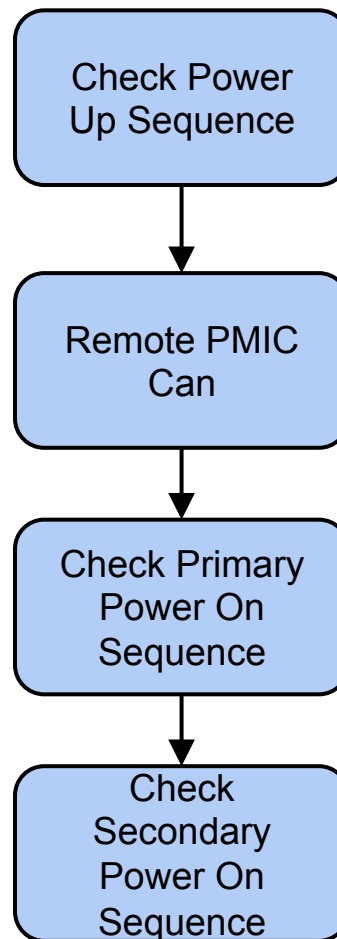 Check Power
Up Sequence
Remote PMIC
Can
Check Primary
Power On
Sequence
Check
Secondary
Power On
Sequence